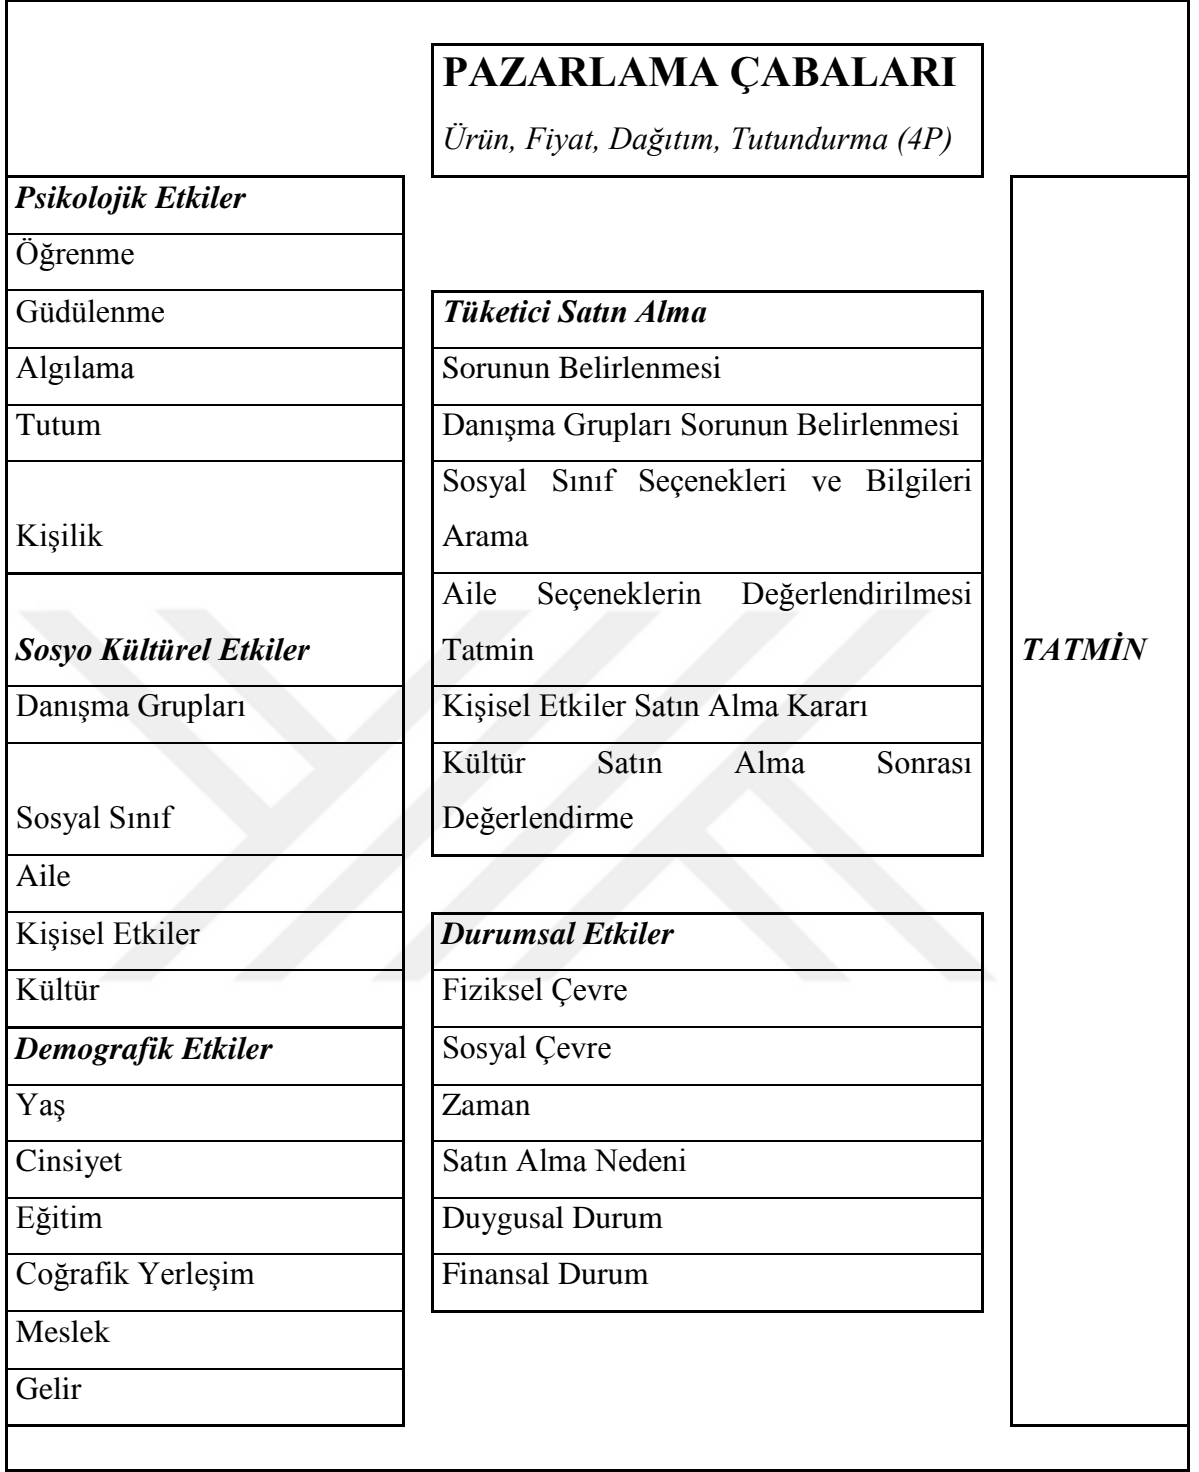 PAZARLAMA ÇABALARI
Ürün, Fiyat, Dağıtım, Tutundurma (4P)
Psikolojik Etkiler
Öğrenme
Güdülenme
Algılama
Tutum
Kişilik
Sosyo Kültürel Etkiler
Danışma Grupları
Sosyal Sınıf
Aile
Kişisel Etkiler
Kültür
Demografik Etkiler
Yaş
Cinsiyet
Eğitim
Coğrafik Yerleşim
Meslek
Gelir
Tüketici Satın Alma
Sorunun Belirlenmesi
Danışma Grupları Sorunun Belirlenmesi
Sosyal Sınıf Seçenekleri ve Bilgileri
Arama
Aile Seçeneklerin Değerlendirilmesi
Tatmin
Kişisel Etkiler Satın Alma Kararı
Kültür Satın Alma Sonrası
Değerlendirme
Durumsal Etkiler
Fiziksel Çevre
Sosyal Çevre
Zaman
Satın Alma Nedeni
Duygusal Durum
Finansal Durum
TATMİN